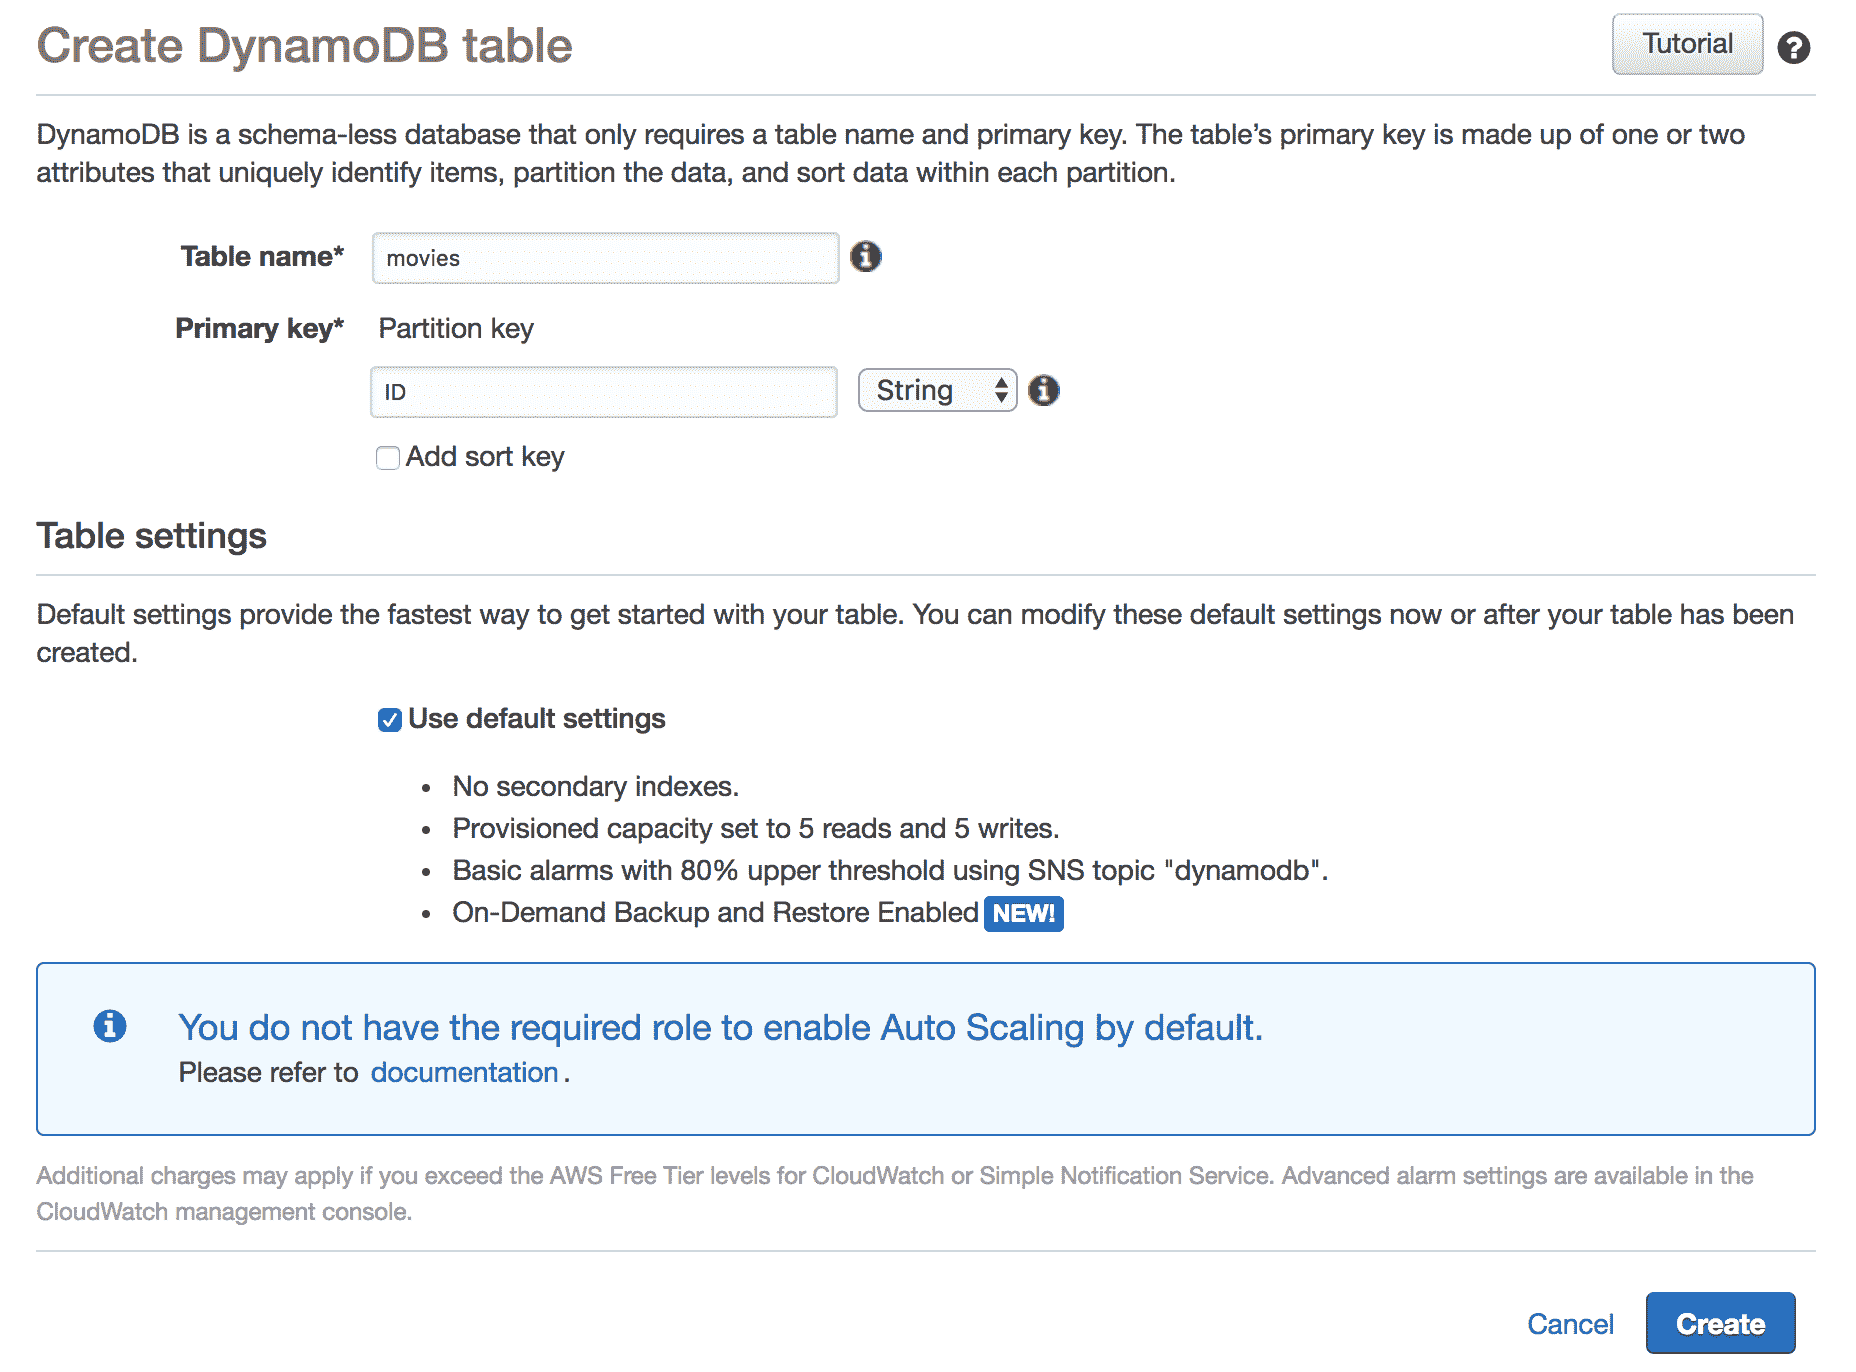 Create DynamoDB table
Tutorial
DynamoDB is a schema-less database that only requires a table name and primary key. The table’s primary key is made up of one or two
attributes that uniquely identify items, partition the data, and sort data within each partition.
Table name* movies
Primary key* Partition key
ID String
Add sort key
Table settings
Default settings provide the fastest way to get started with your table. You can modify these default settings now or after your table has been
created.
Use default settings
• No secondary indexes.
• Provisioned capacity set to 5 reads and 5 writes.
• Basic alarms with 80% upper threshold using SNS topic "dynamodb".
• On-Demand Backup and Restore Enabled NEW!
You do not have the required role to enable Auto Scaling by default.
Please refer to documentation .
Additional charges may apply if you exceed the AWS Free Tier levels for CloudWatch or Simple Notification Service. Advanced alarm settings are available in the
CloudWatch management console.
Cancel Create